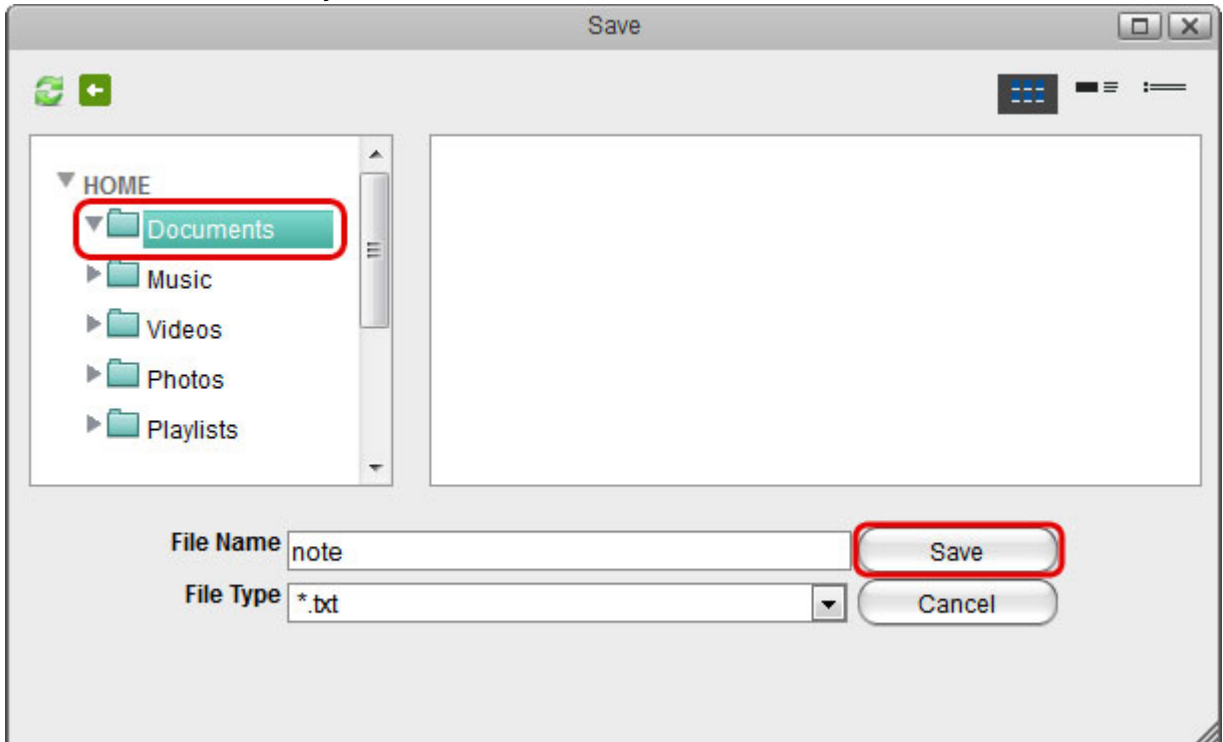 Save
HOME
Documents
Music
Videos
Photos
Playlists
File Name note Save
File Type *.txt Cancel